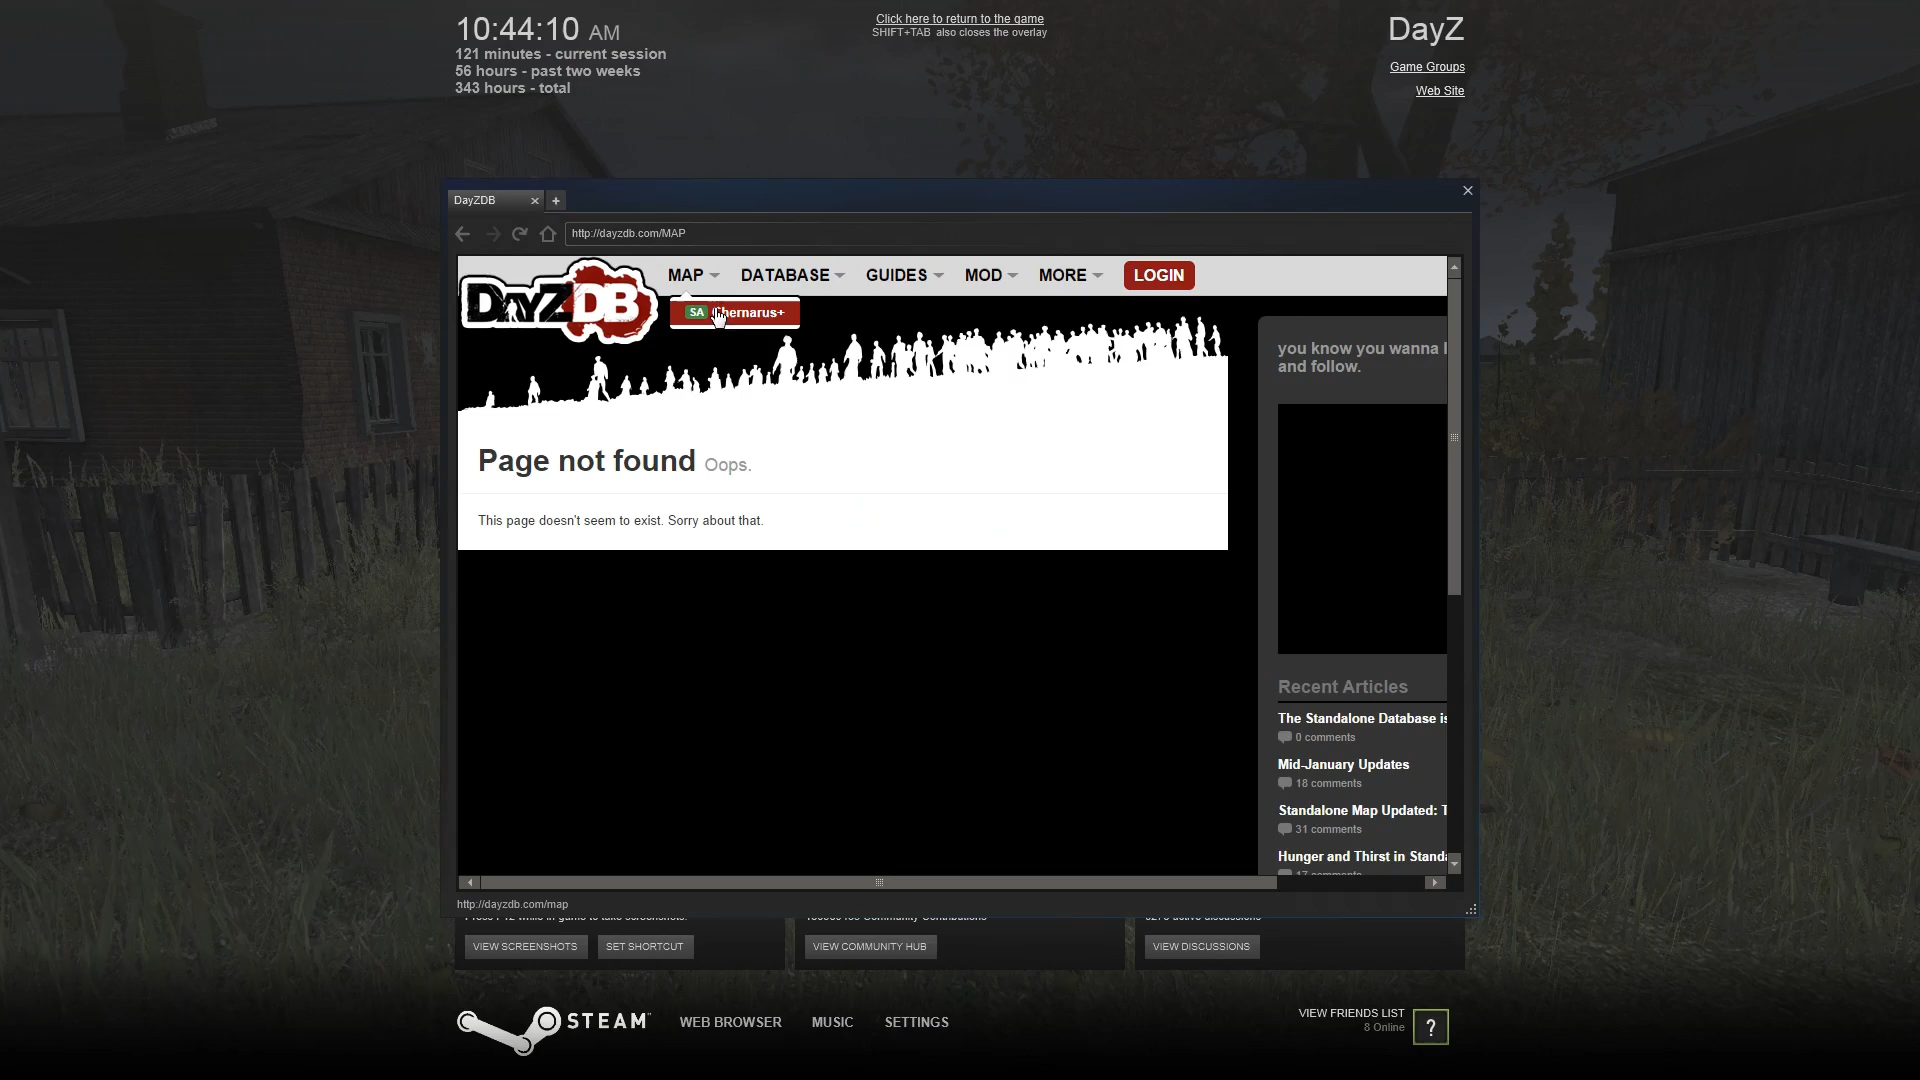 10:44:10 AM
121 minutes - current session
56 hours - past two weeks
343 hours - total
Click here to return to the game
SHIFT+TAB also closes the overlay
DayZ
Game Groups
Web Site
DayZDB
http://dayzdb.com/MAP
DAYZDB
MAP
DATABASE
GUIDES
MOD
MORE
LOGIN
SA
you know you wanna
and follow.
Page not found Oops.
This page doesn't seem to exist. Sorry about that.
Recent Articles
The Standalone Database is
0 comments
Mid-January Updates
18 comments
Standalone Map Updated:
31 comments
Hunger and Thirst in
http://dayzdb.com/map
VIEW SCREENSHOTS
SET SHORTCUT
VIEW COMMUNITY HUB
VIEW DISCUSSIONS
STEAM
WEB BROWSER
MUSIC
SETTINGS
VIEW FRIENDS LIST
8 Online
?